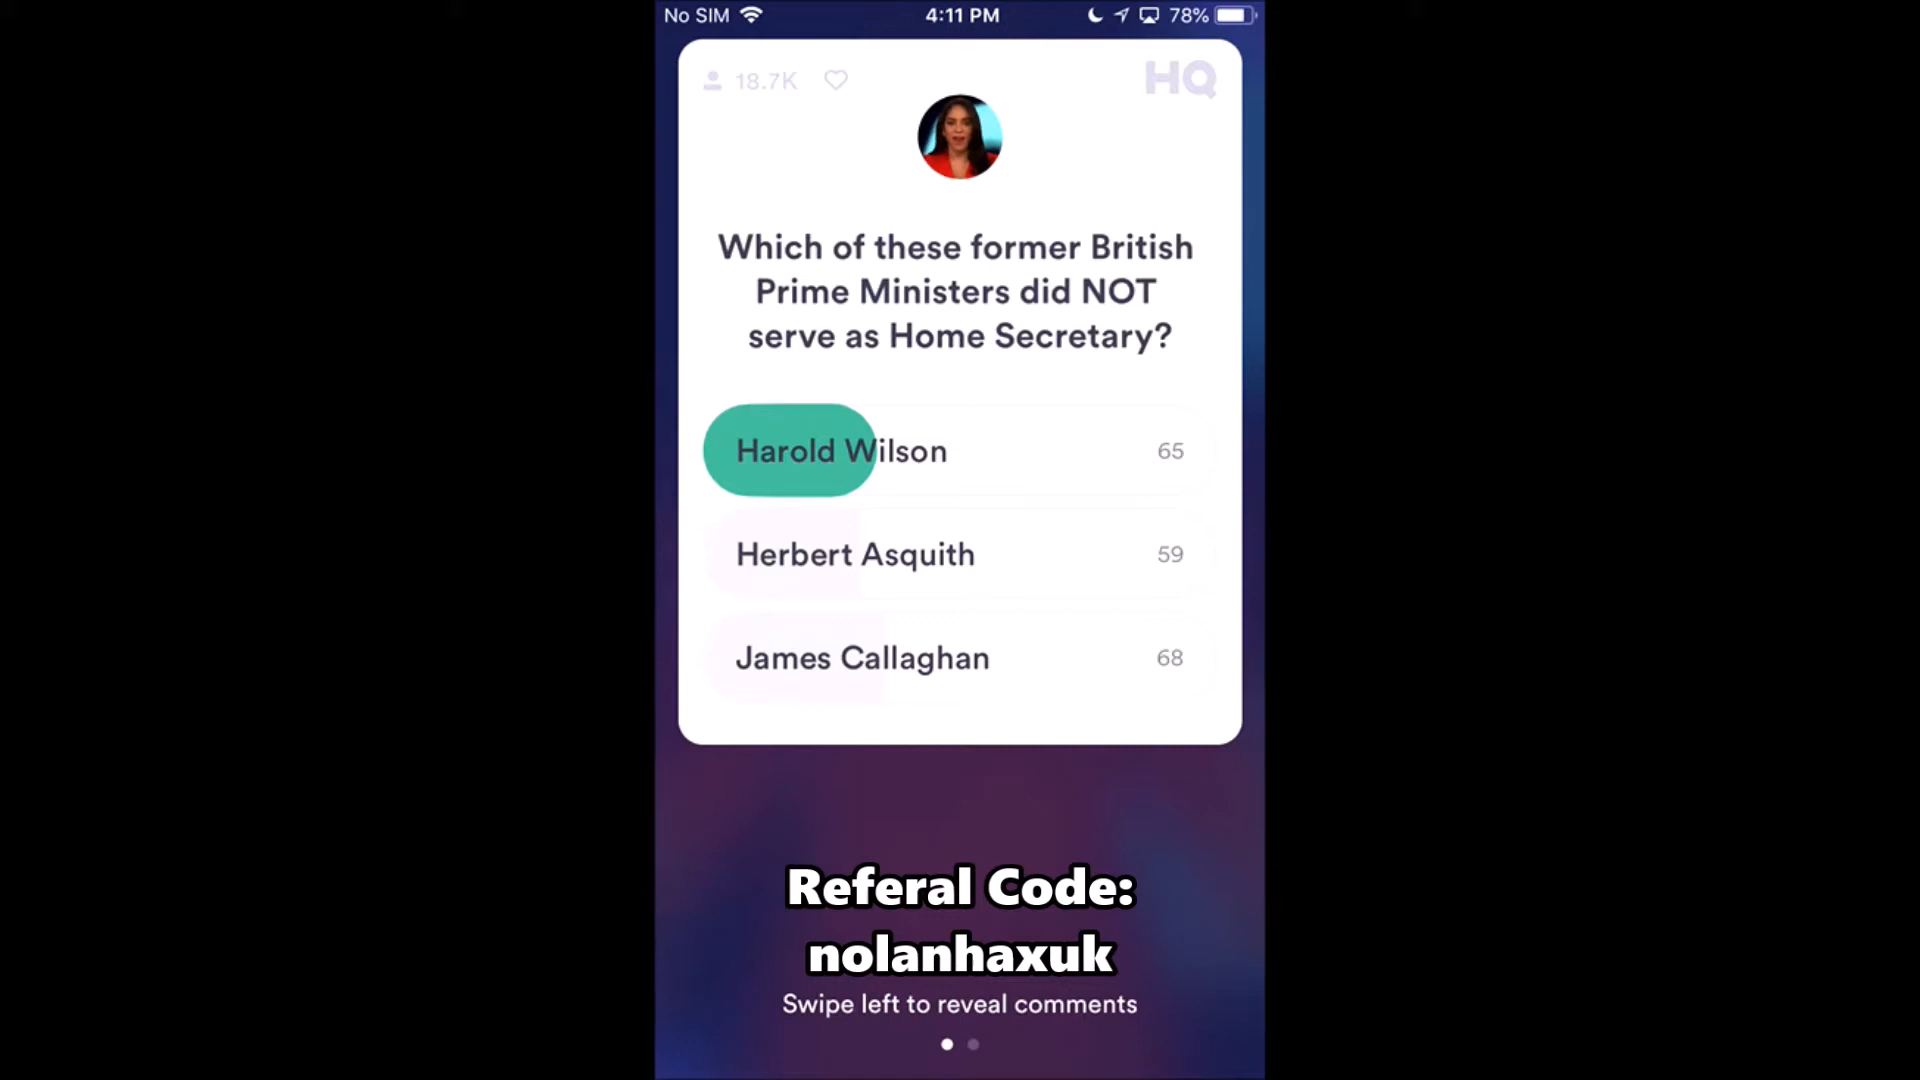 No SIM 4:11 PM 78%
18.7K HQ
Which of these former British
Prime Ministers did NOT
serve as Home Secretary?
Harold Wilson 65
Herbert Asquith 59
James Callaghan 68
Referal Code:
nolanhaxuk
Swipe left to reveal comments